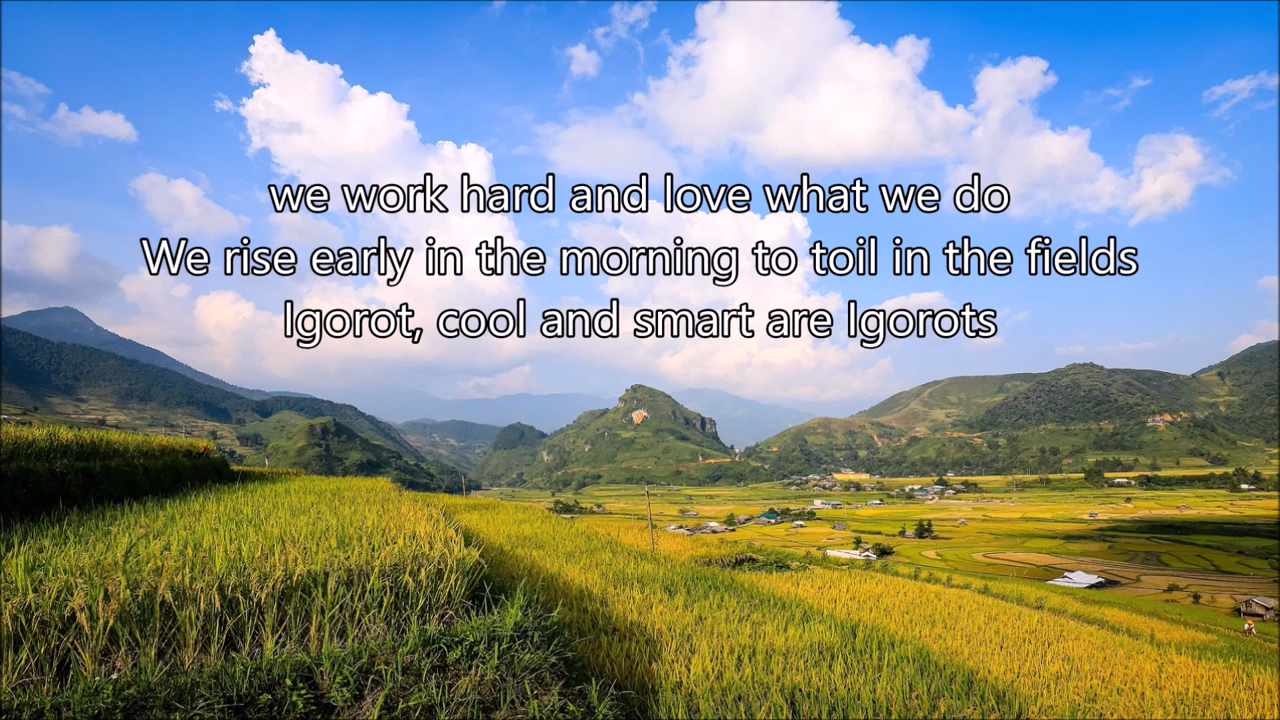 we work hard and love what we do
We rise early in the morning to toil in the fields
Igorot, cool and smart are Igorots